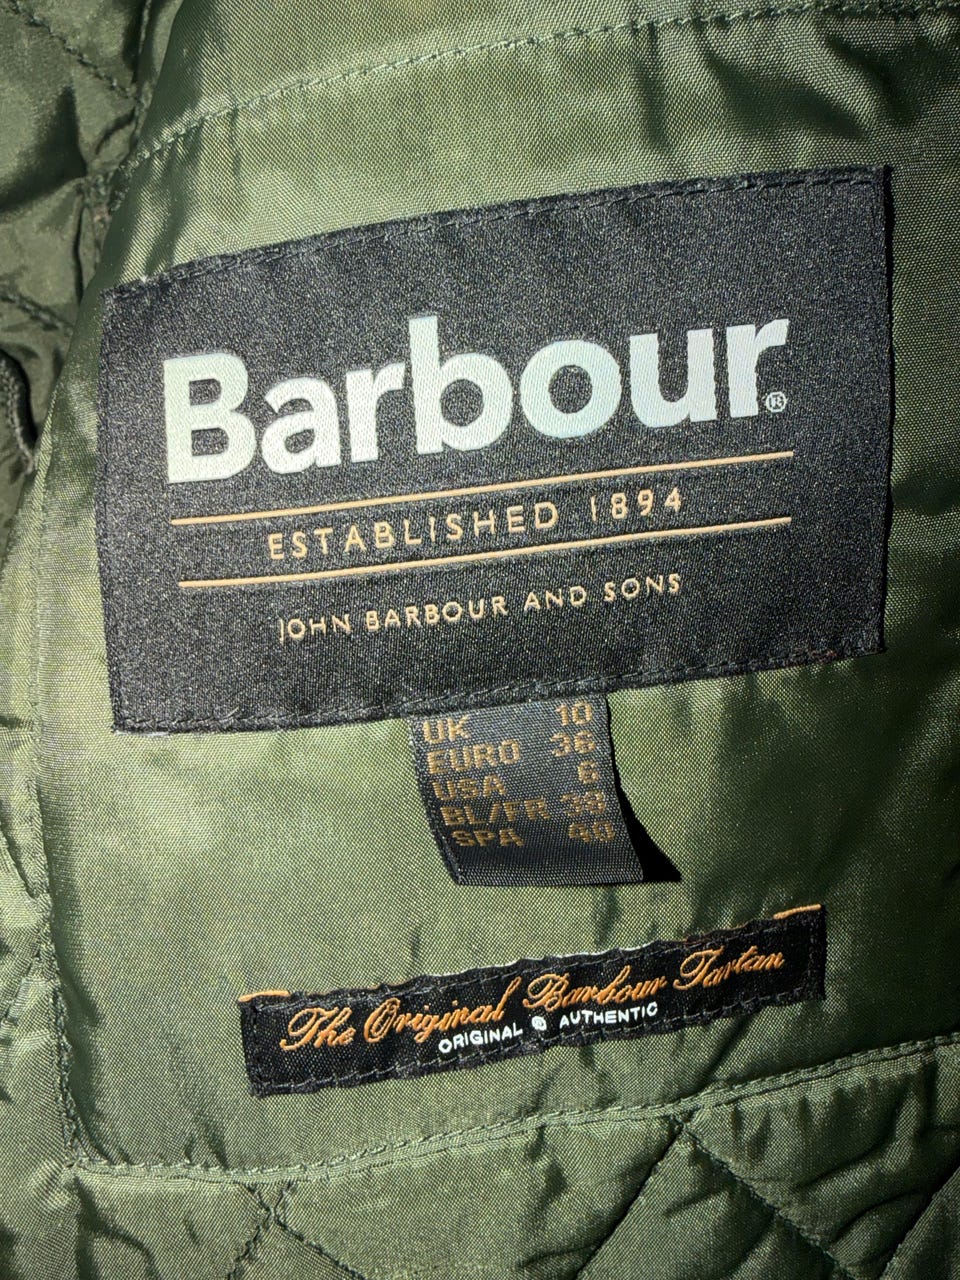 Barbour®
ESTABLISHED 1894
JOHN BARBOUR AND SONS
UK 10
EURO 36
USA 6
BL/FR 38
SPA 40
The Original Barbour Tartan
ORIGINAL ® AUTHENTIC